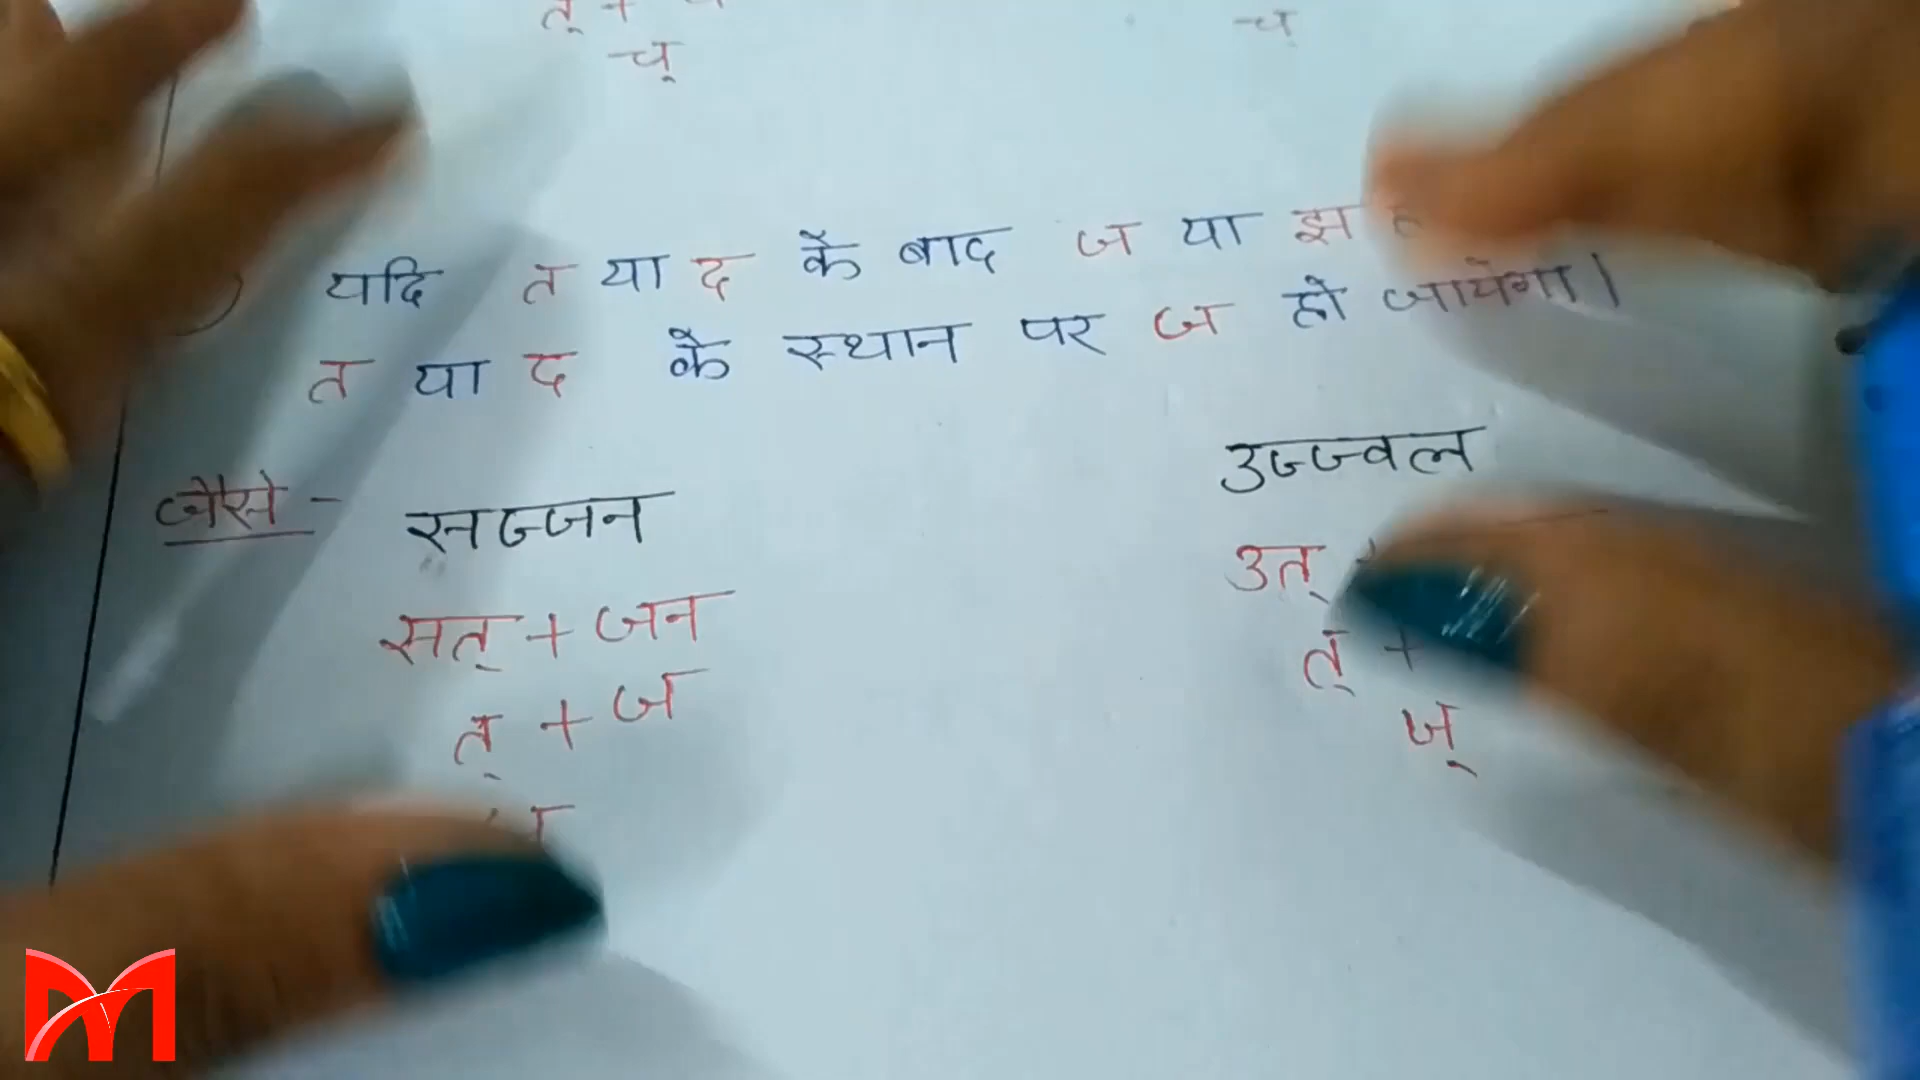 त् +
च्
च्
यदि त या द के बाद ज या झ
त या द के स्थान पर ज हो जायेगा।
जैसे - सज्जन
उज्ज्वल
सत् + जन
उत्
त् + ज
त् +
ज्